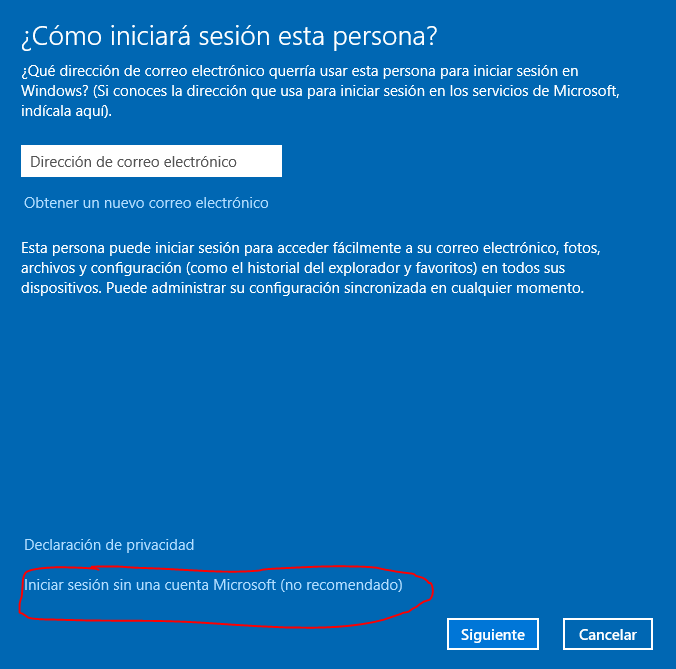 ¿Cómo iniciará sesión esta persona?
¿Qué dirección de correo electrónico querría usar esta persona para iniciar sesión en
Windows? (Si conoces la dirección que usa para iniciar sesión en los servicios de Microsoft,
indícala aquí).
Dirección de correo electrónico
Obtener un nuevo correo electrónico
Esta persona puede iniciar sesión para acceder fácilmente a su correo electrónico, fotos,
archivos y configuración (como el historial del explorador y favoritos) en todos sus
dispositivos. Puede administrar su configuración sincronizada en cualquier momento.
Declaración de privacidad
Iniciar sesión sin una cuenta Microsoft (no recomendado)
Siguiente
Cancelar